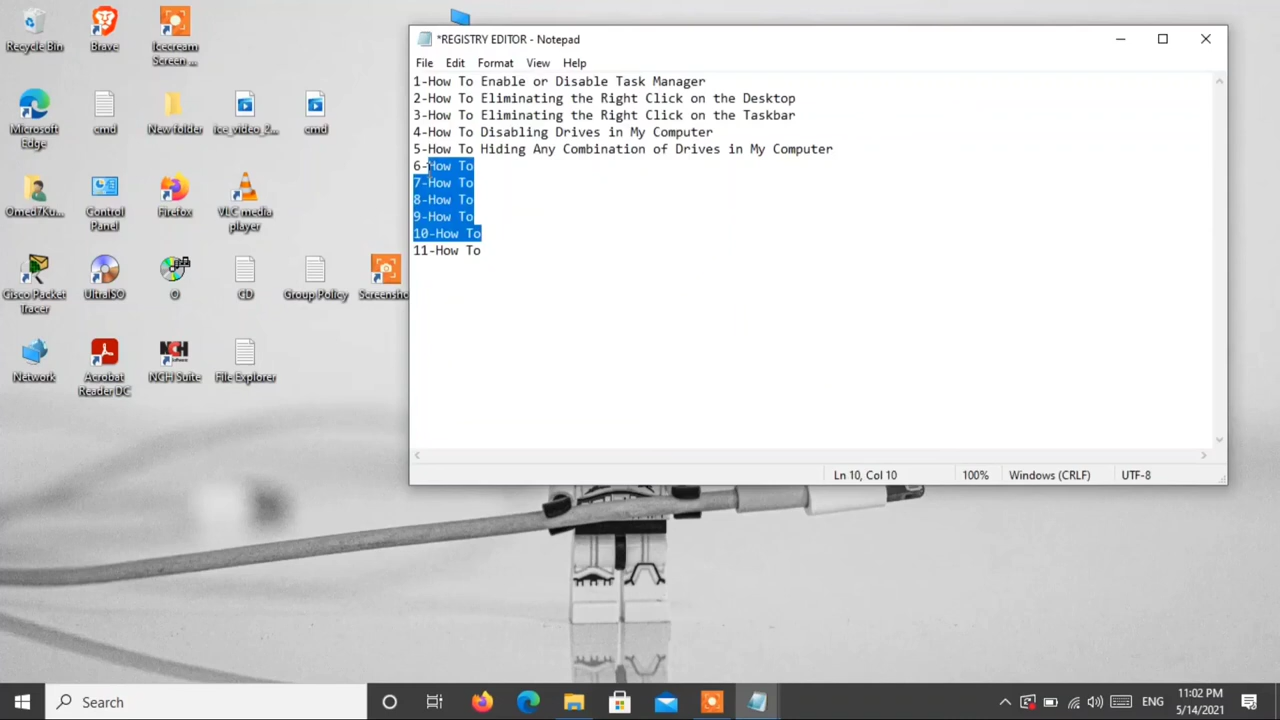 *REGISTRY EDITOR - Notepad
File Edit Format View Help
1-How To Enable or Disable Task Manager
2-How To Eliminating the Right Click on the Desktop
3-How To Eliminating the Right Click on the Taskbar
4-How To Disabling Drives in My Computer
5-How To Hiding Any Combination of Drives in My Computer
6-How To
7-How To
8-How To
9-How To
10-How To
11-How To
Ln 10, Col 10 100% Windows (CRLF) UTF-8
Recycle Bin Brave Icecream Screen ...
Microsoft Edge cmd New folder ice_video_2... cmd
Omed7Ku... Control Panel Firefox VLC media player
Cisco Packet Tracer UltraISO O CD Group Policy Screensho
Network Acrobat Reader DC NCH Suite File Explorer
NCH
Search
ENG
11:02 PM
5/14/2021